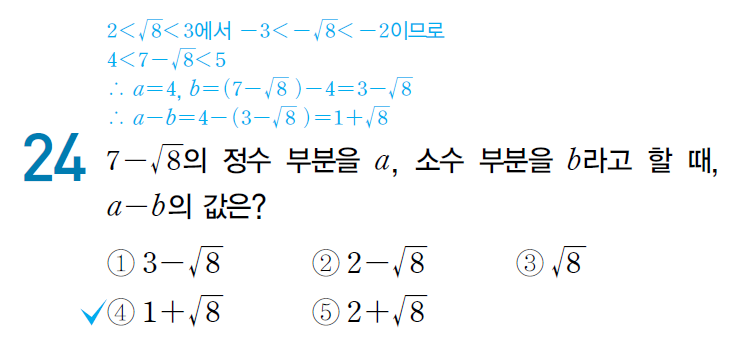 2<√8<3에서 −3<−√8<−2이므로
4<7−√8<5
∴ a=4, b=(7−√8 )−4=3−√8
∴ a−b=4−(3−√8 )=1+√8
24 7−√8의 정수 부분을 a, 소수 부분을 b라고 할 때,
a−b의 값은?
① 3−√8 ② 2−√8 ③ √8
④ 1+√8 ⑤ 2+√8